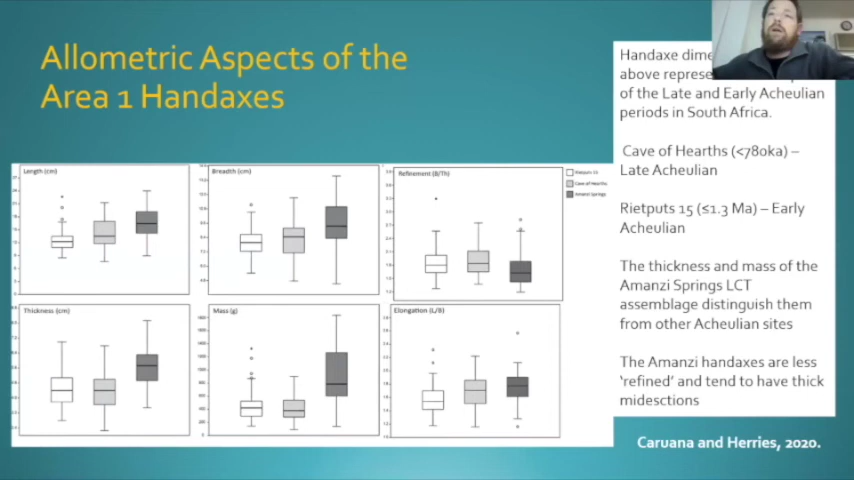 Allometric Aspects of the
Area 1 Handaxes
Handaxe
above
of the Late and Early Acheulian
periods in South Africa.
Cave of Hearths (<780ka) –
Late Acheulian
Rietputs 15 (≤1.3 Ma) – Early
Acheulian
The thickness and mass of the
Amanzi Springs LCT
assemblage distinguish them
from other Acheulian sites
The Amanzi handaxes are less
'refined' and tend to have thick
midesctions
Caruana and Herries, 2020.
Length (cm)
Breadth (cm)
Refinement (B/Th)
Rietputs 15
Cave of Hearths
Amanzi Springs
Thickness (cm)
Mass (g)
Elongation (L/B)